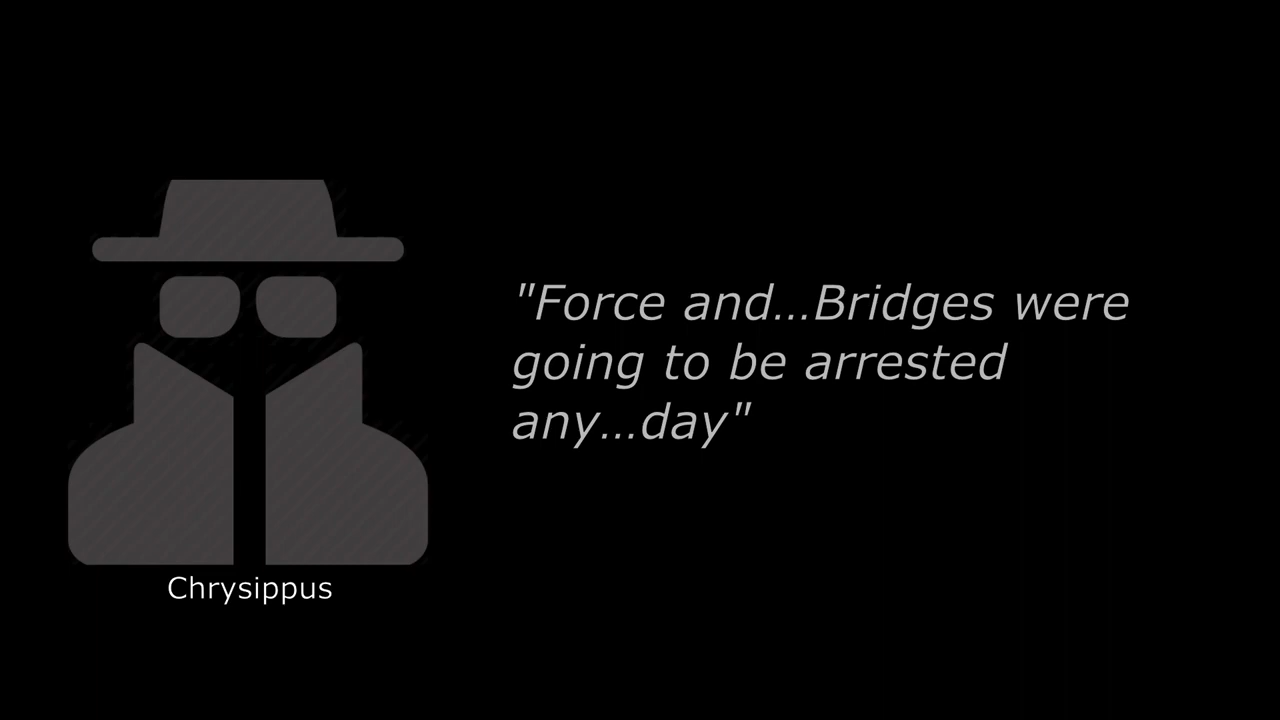 "Force and...Bridges were
going to be arrested
any...day"
Chrysippus